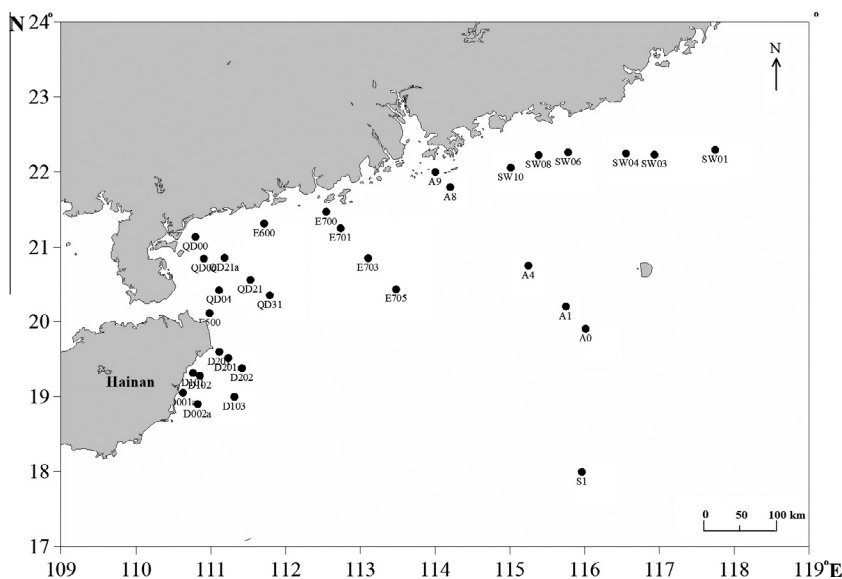 N
24°
°
23
22
21
20
19
18
17
109
110
111
112
113
114
115
116
117
118
119°E
N
SW01
SW03
SW04
SW06
SW08
SW10
A9
A8
E700
E701
E600
QD00
QD21a
E703
A4
QD21
QD04
QD31
E705
A1
A0
D201
D202
D102
D001a
D002a
D103
Hainan
S1
0 50 100 km